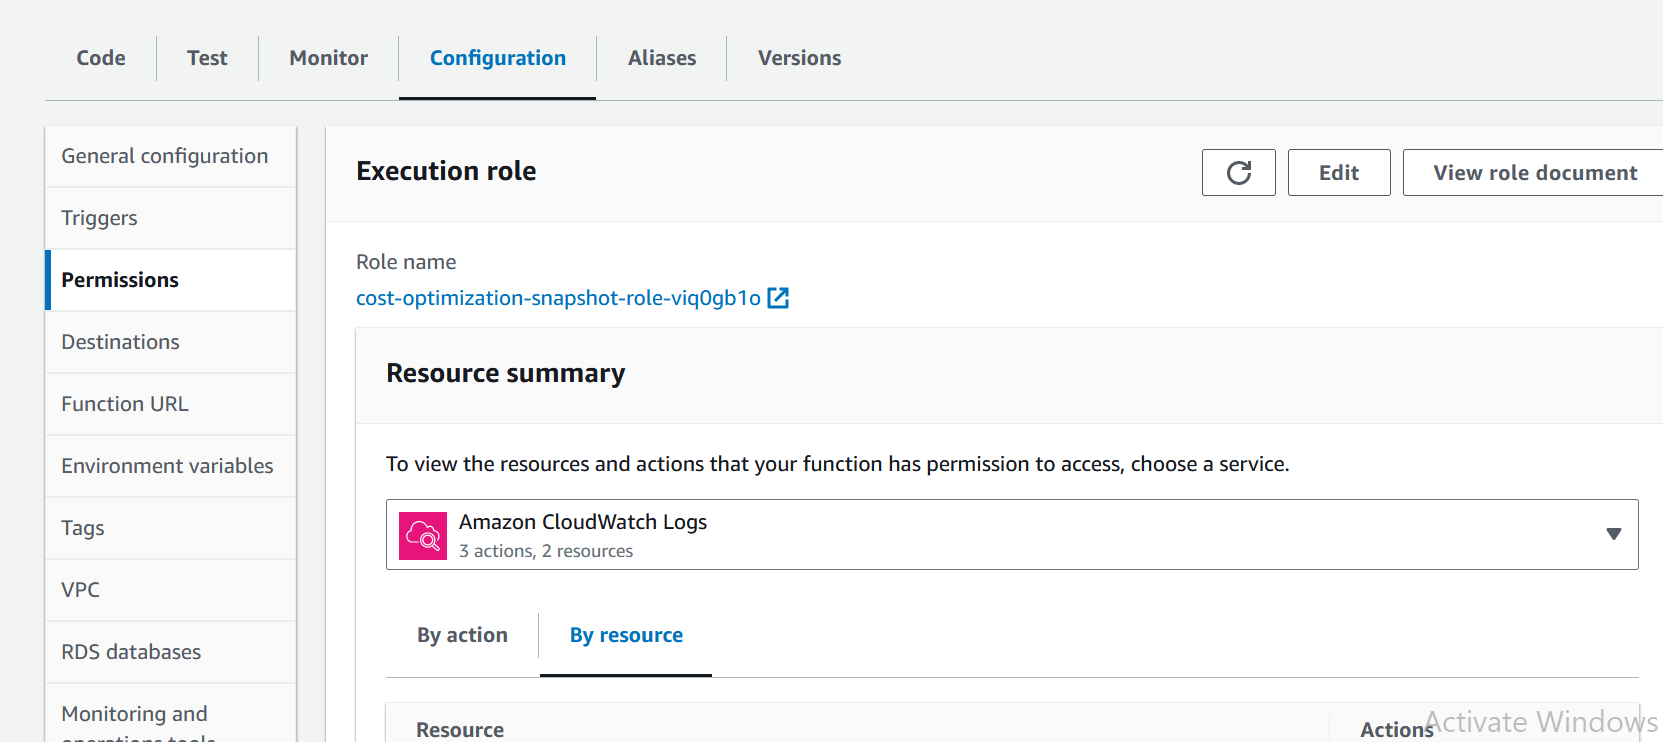 Code Test Monitor Configuration Aliases Versions
General configuration
Triggers
Permissions
Destinations
Function URL
Environment variables
Tags
VPC
RDS databases
Monitoring and
operations tools
Execution role
Edit
View role document
Role name
cost-optimization-snapshot-role-viq0gb1o
Resource summary
To view the resources and actions that your function has permission to access, choose a service.
Amazon CloudWatch Logs
3 actions, 2 resources
By action By resource
Resource Actions
Activate Windows